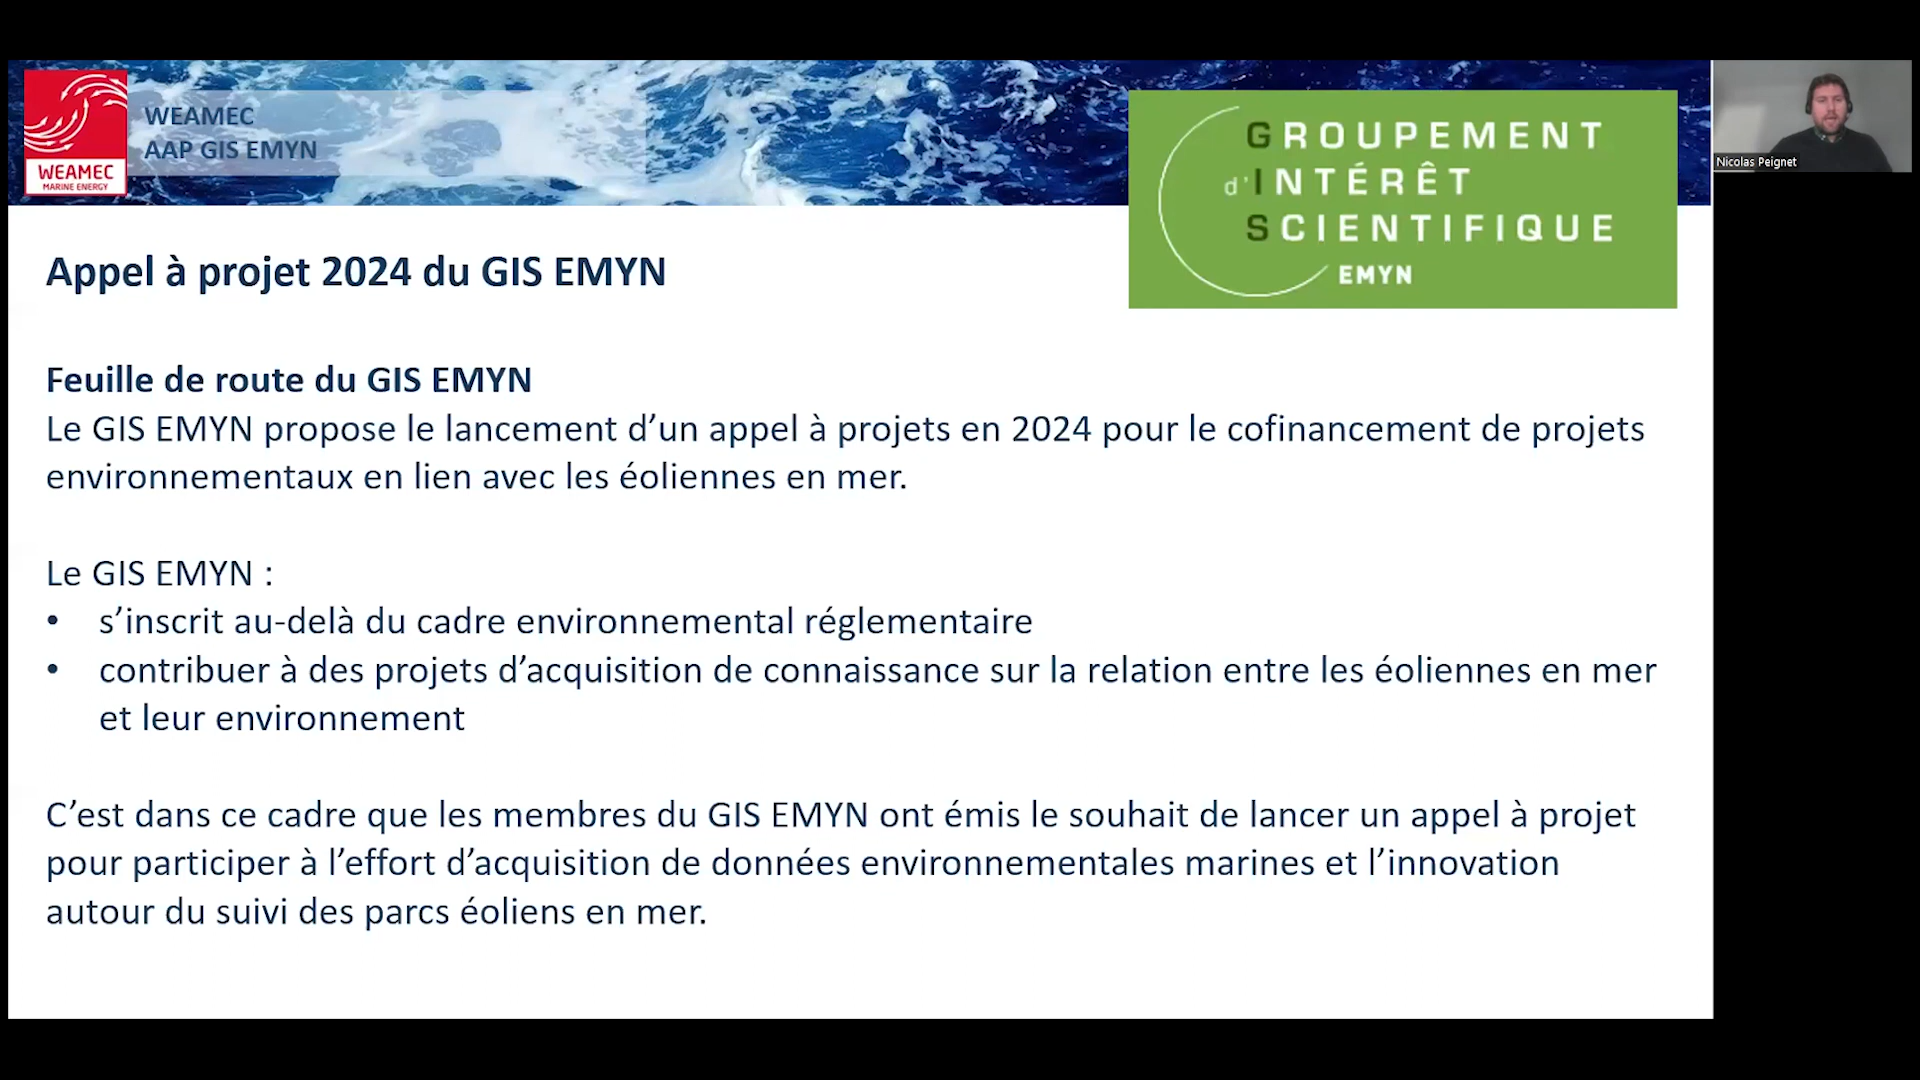 WEAMEC
AAP GIS EMYN
WEAMEC
MARINE ENERGY
GROUPEMENT
d'INTÉRÊT
SCIENTIFIQUE
EMYN
Nicolas Peignet
Appel à projet 2024 du GIS EMYN
Feuille de route du GIS EMYN
Le GIS EMYN propose le lancement d’un appel à projets en 2024 pour le cofinancement de projets
environnementaux en lien avec les éoliennes en mer.
Le GIS EMYN :
• s’inscrit au-delà du cadre environnemental réglementaire
• contribuer à des projets d’acquisition de connaissance sur la relation entre les éoliennes en mer
et leur environnement
C’est dans ce cadre que les membres du GIS EMYN ont émis le souhait de lancer un appel à projet
pour participer à l’effort d’acquisition de données environnementales marines et l’innovation
autour du suivi des parcs éoliens en mer.